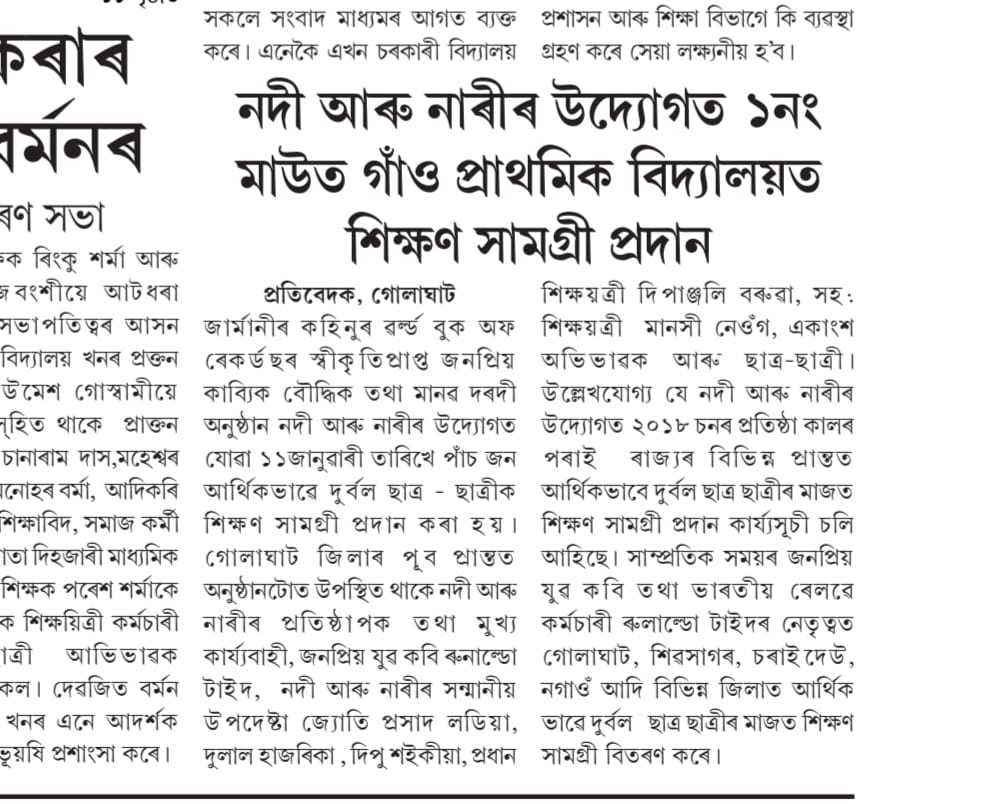 কৰাৰ
বৰ্মনৰ
ৰণ সভা
ৰিংকু শৰ্মা আৰু
বংশীয়ে আটধৰা
সভাপতিত্বৰ আসন
বিদ্যালয় খনৰ প্ৰক্তন
উমেশ গোস্বামীয়ে
থাকে প্ৰাক্তন
চানাৰাম দাস,মহেশ্বৰ
মনোহৰ বৰ্মা, আদিকৰি
শিক্ষাবিদ, সমাজ কৰ্মী
দিহজাৰী মাধ্যমিক
শিক্ষক পৰেশ শৰ্মাকে
ক শিক্ষয়িত্ৰী কৰ্মচাৰী
আভিভাৱক
কল। দেৱজিত বৰ্মন
খনৰ এনে আদৰ্শক
ভূয়ষি প্ৰশাংসা কৰে।
সকলে সংবাদ মাধ্যমৰ আগত ব্যক্ত
কৰে। এনেকৈ এখন চৰকাৰী বিদ্যালয়
প্ৰশাসন আৰু শিক্ষা বিভাগে কি ব্যৱস্থা
গ্ৰহণ কৰে সেয়া লক্ষ্যনীয় হ'ব।
নদী আৰু নাৰীৰ উদ্যোগত ১নং
মাউত গাঁও প্ৰাথমিক বিদ্যালয়ত
শিক্ষণ সামগ্ৰী প্ৰদান
প্ৰতিবেদক, গোলাঘাট
জাৰ্মানীৰ কহিনুৰ ৱৰ্ল্ড বুক অফ
ৰেকৰ্ডছৰ স্বীকৃতিপ্ৰাপ্ত জনপ্ৰিয়
কাব্যিক বৌদ্ধিক তথা মানৱ দৰদী
অনুষ্ঠান নদী আৰু নাৰীৰ উদ্যোগত
যোৱা ১১জানুৱাৰী তাৰিখে পাঁচ জন
আৰ্থিকভাৱে দুৰ্বল ছাত্ৰ - ছাত্ৰীক
শিক্ষণ সামগ্ৰী প্ৰদান কৰা হয়।
গোলাঘাট জিলাৰ পূব প্ৰান্তত
অনুষ্ঠানটোত উপস্থিত থাকে নদী আৰু
নাৰীৰ প্ৰতিষ্ঠাপক তথা মুখ্য
কাৰ্য্যবাহী, জনপ্ৰিয় যুৱ কবি ৰুনাল্ডো
টাইদ, নদী আৰু নাৰীৰ সন্মানীয়
উপদেষ্টা জ্যোতি প্ৰসাদ লডিয়া,
দুলাল হাজৰিকা , দিপু শইকীয়া, প্ৰধান
শিক্ষয়ত্ৰী দিপাঞ্জলি বৰুৱা, সহ:
শিক্ষয়ত্ৰী মানসী নেওঁগ, একাংশ
অভিভাৱক আৰু ছাত্ৰ-ছাত্ৰী।
উল্লেখযোগ্য যে নদী আৰু নাৰীৰ
উদ্যোগত ২০১৮ চনৰ প্ৰতিষ্ঠা কালৰ
পৰাই ৰাজ্যৰ বিভিন্ন প্ৰান্তত
আৰ্থিকভাবে দুৰ্বল ছাত্ৰ ছাত্ৰীৰ মাজত
শিক্ষণ সামগ্ৰী প্ৰদান কাৰ্য্যসূচী চলি
আহিছে। সাম্প্ৰতিক সময়ৰ জনপ্ৰিয়
যুৱ কবি তথা ভাৰতীয় ৰেলৱে
কৰ্মচাৰী ৰুলাল্ডো টাইদৰ নেতৃত্বত
গোলাঘাট, শিৱসাগৰ, চৰাইদেউ,
নগাওঁ আদি বিভিন্ন জিলাত আৰ্থিক
ভাৱে দুৰ্বল ছাত্ৰ ছাত্ৰীৰ মাজত শিক্ষণ
সামগ্ৰী বিতৰণ কৰে।